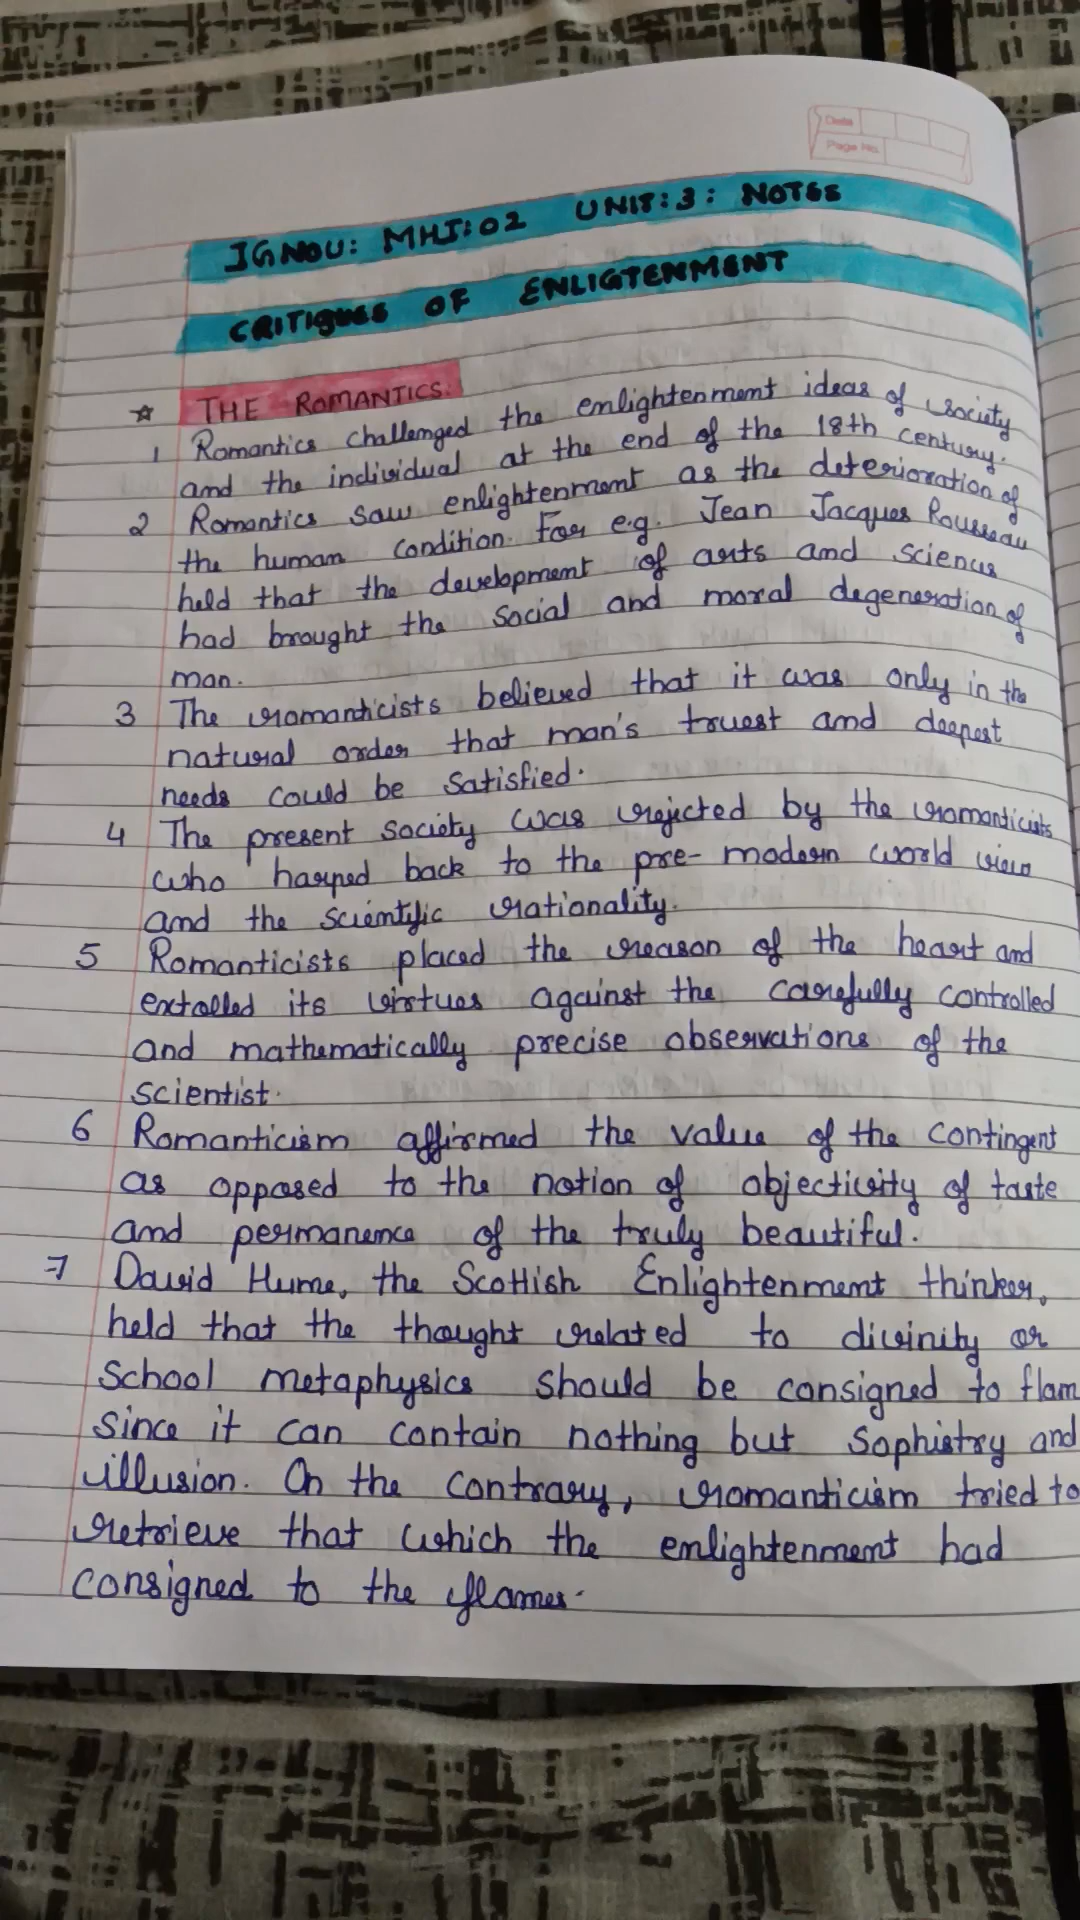 Date
Page No.
IGNOU: MHI:02 UNIT:3: NOTES
CRITIQUES OF ENLIGTENMENT
☆ THE ROMANTICS:
1 Romantics challenged the enlightenment ideas of society
and the individual at the end of the 18th century.
2 Romantics saw enlightenment as the deterioration of
the human condition. For e.g. Jean Jacques Rousseau
held that the development of arts and sciences
had brought the social and moral degeneration of
man.
3 The romanticists believed that it was only in the
natural order that man's truest and deepest
needs could be satisfied.
4 The present society was rejected by the romanticists
who harped back to the pre-modern world view
and the scientific rationality.
5 Romanticists placed the reason of the heart and
extolled its virtues against the carefully controlled
and mathematically precise observations of the
scientist.
6 Romanticism affirmed the value of the contingent
as opposed to the notion of objectivity of taste
and permanence of the truly beautiful.
7 David Hume, the Scottish Enlightenment thinker,
held that the thought related to divinity or
school metaphysics should be consigned to flam
since it can contain nothing but sophistry and
illusion. On the contrary, romanticism tried to
retrieve that which the enlightenment had
consigned to the flames.